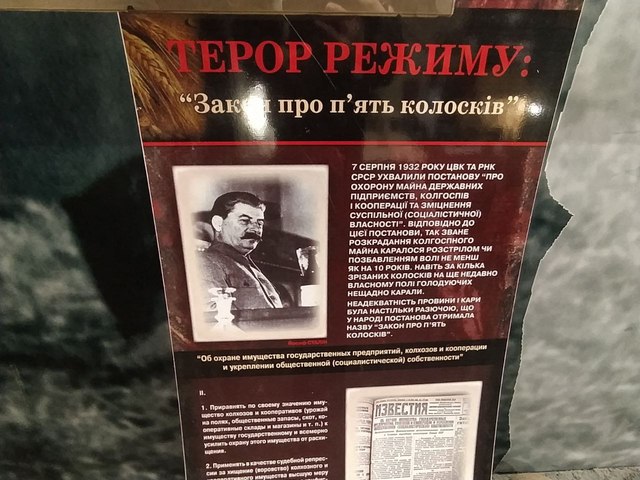 ТЕРОР РЕЖИМУ:
“Закон про п’ять колосків”
7 СЕРПНЯ 1932 РОКУ ЦВК ТА РНК
СРСР УХВАЛИЛИ ПОСТАНОВУ “ПРО
ОХОРОНУ МАЙНА ДЕРЖАВНИХ
ПІДПРИЄМСТВ, КОЛГОСПІВ
І КООПЕРАЦІЇ ТА ЗМІЦНЕННЯ
СУСПІЛЬНОЇ (СОЦІАЛІСТИЧНОЇ)
ВЛАСНОСТІ”. ВІДПОВІДНО ДО
ЦІЄЇ ПОСТАНОВИ, ТАК ЗВАНЕ
РОЗКРАДАННЯ КОЛГОСПНОГО
МАЙНА КАРАЛОСЯ РОЗСТРІЛОМ ЧИ
ПОЗБАВЛЕННЯМ ВОЛІ НЕ МЕНШ
ЯК НА 10 РОКІВ. НАВІТЬ ЗА КІЛЬКА
ЗРІЗАНИХ КОЛОСКІВ НА ЩЕ НЕДАВНО
ВЛАСНОМУ ПОЛІ ГОЛОДУЮЧИХ
НЕЩАДНО КАРАЛИ.
НЕАДЕКВАТНІСТЬ ПРОВИНИ І КАРИ
БУЛА НАСТІЛЬКИ РАЗЮЧОЮ, ЩО
У НАРОДІ ПОСТАНОВА ОТРИМАЛА
НАЗВУ “ЗАКОН ПРО П’ЯТЬ
КОЛОСКІВ”.
Йосиф СТАЛІН
“Об охране имущества государственных предприятий, колхозов и кооперации
и укреплении общественной (социалистической) собственности”
II.
1. Приравнять по своему значению иму-
щество колхозов и кооперативов (урожай
на полях, общественные запасы, скот, ко-
оперативные склады и магазины и т. п.) к
имуществу государственному и всемерно
усилить охрану этого имущества от расхи-
щения.
2. Применять в качестве судебной репрес-
сии за хищение (воровство) колхозного и
кооперативного имущества высшую меру
ИЗВЕСТИЯ